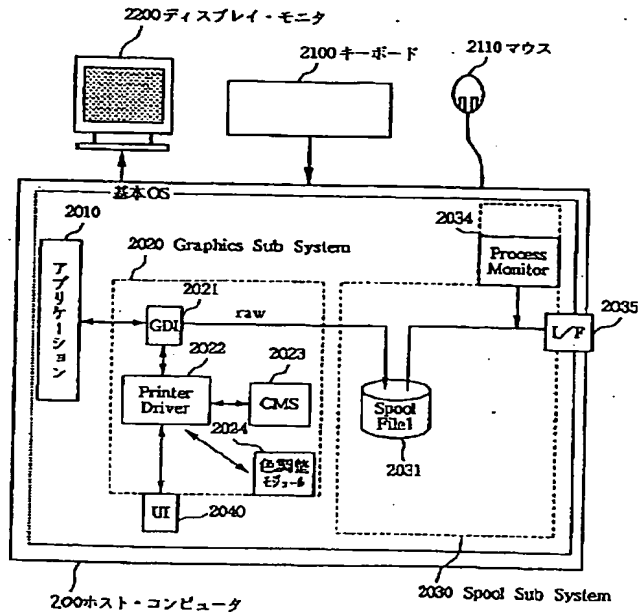 2200ディスプレイ・モニタ
2100キーボード
2110マウス
基本OS
2010
アプリケーション
2020 Graphics Sub System
2021
GDI
raw
2022
Printer
Driver
2023
CMS
2024
色調整
モジュール
UI
2040
2034
Process
Monitor
2035
I/F
Spool
File1
2031
200ホスト・コンピュータ
2030 Spool Sub System